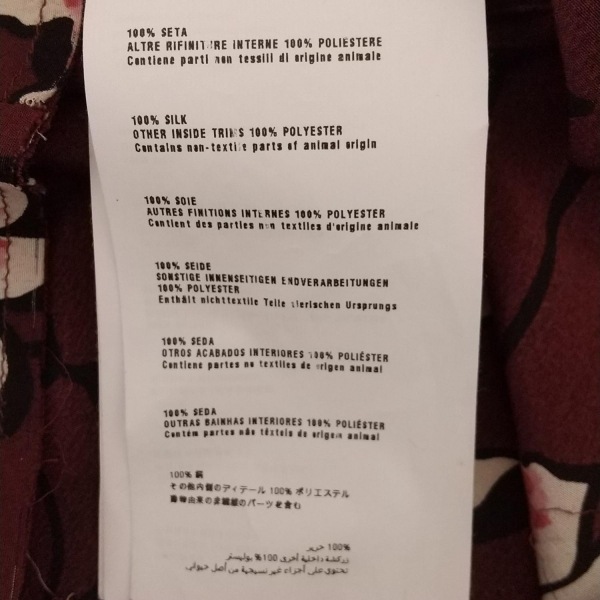 100% SETA
ALTRE RIFINITURE INTERNE 100% POLIESTERE
Contiene parti non tessili di origine animale
100% SILK
OTHER INSIDE TRIMS 100% POLYESTER
Contains non-textile parts of animal origin
100% SOIE
AUTRES FINITIONS INTERNES 100% POLYESTER
Contient des parties non textiles d'origine animale
100% SEIDE
SONSTIGE INNENSEITIGEN ENDVERARBEITUNGEN
100% POLYESTER
Enthält nichttextile Teile tierischen Ursprungs
100% SEDA
OTROS ACABADOS INTERIORES 100% POLIÉSTER
Contiene partes no textiles de origen animal
100% SEDA
OUTRAS BAINHAS INTERIORES 100% POLIÉSTER
Contém partes não têxteis de origem animal
100% 絹
その他内側のディテール 100% ポリエステル
動物由来の非繊維のパーツを含む
100% حرير
زركشة داخلية أخرى 100% بوليستر
تحتوي على أجزاء غير نسيجية من أصل حيواني.